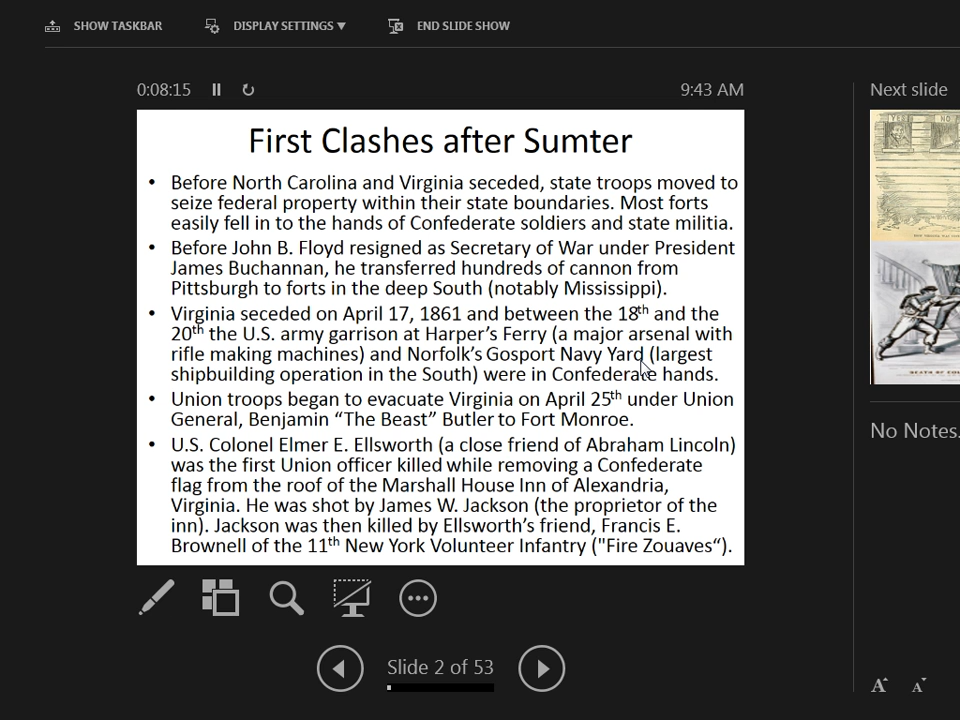 SHOW TASKBAR DISPLAY SETTINGS ▼ END SLIDE SHOW
0:08:15 9:43 AM Next slide
First Clashes after Sumter
• Before North Carolina and Virginia seceded, state troops moved to
seize federal property within their state boundaries. Most forts
easily fell in to the hands of Confederate soldiers and state militia.
• Before John B. Floyd resigned as Secretary of War under President
James Buchannan, he transferred hundreds of cannon from
Pittsburgh to forts in the deep South (notably Mississippi).
• Virginia seceded on April 17, 1861 and between the 18th and the
20th the U.S. army garrison at Harper's Ferry (a major arsenal with
rifle making machines) and Norfolk's Gosport Navy Yard (largest
shipbuilding operation in the South) were in Confederate hands.
• Union troops began to evacuate Virginia on April 25th under Union
General, Benjamin “The Beast” Butler to Fort Monroe.
• U.S. Colonel Elmer E. Ellsworth (a close friend of Abraham Lincoln)
was the first Union officer killed while removing a Confederate
flag from the roof of the Marshall House Inn of Alexandria,
Virginia. He was shot by James W. Jackson (the proprietor of the
inn). Jackson was then killed by Ellsworth's friend, Francis E.
Brownell of the 11th New York Volunteer Infantry ("Fire Zouaves“).
YES NO
No Notes.
Slide 2 of 53
A A